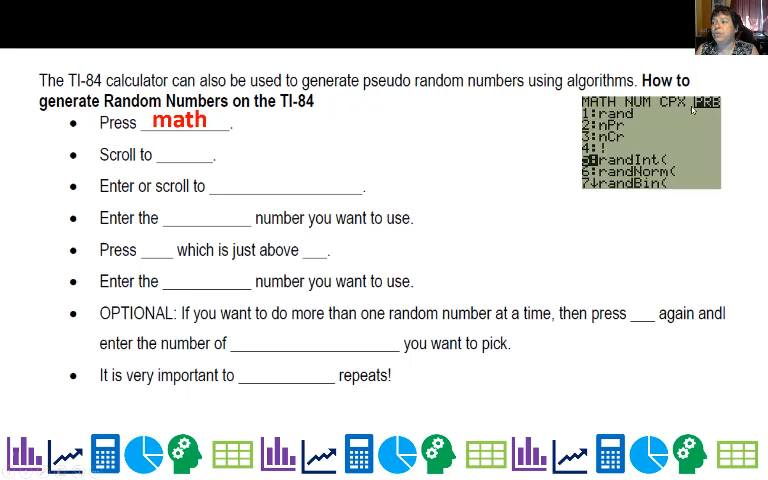 The TI-84 calculator can also be used to generate pseudo random numbers using algorithms. How to
generate Random Numbers on the TI-84
• Press math.
• Scroll to _______.
• Enter or scroll to ___________________.
• Enter the ___________ number you want to use.
• Press ____ which is just above ___.
• Enter the ___________ number you want to use.
• OPTIONAL: If you want to do more than one random number at a time, then press ___ again and
enter the number of _____________________ you want to pick.
• It is very important to ____________ repeats!
MATH NUM CPX PRB
1:rand
2:nPr
3:nCr
4:!
5:randInt(
6:randNorm(
7↓randBin(